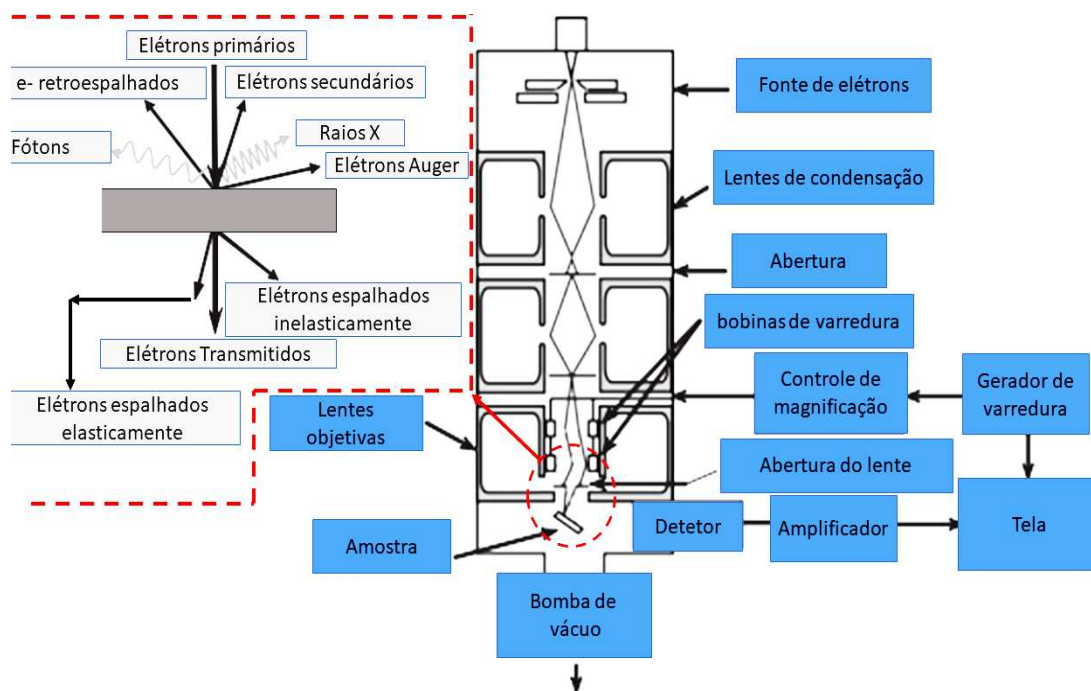 Elétrons primários
e- retroespalhados
Elétrons secundários
Fótons
Raios X
Elétrons Auger
Elétrons espalhados
inelasticamente
Elétrons Transmitidos
Elétrons espalhados
elasticamente
Fonte de elétrons
Lentes de condensação
Abertura
bobinas de varredura
Controle de
magnificação
Gerador de
varredura
Lentes
objetivas
Abertura do lente
Detetor
Amplificador
Tela
Amostra
Bomba de
vácuo